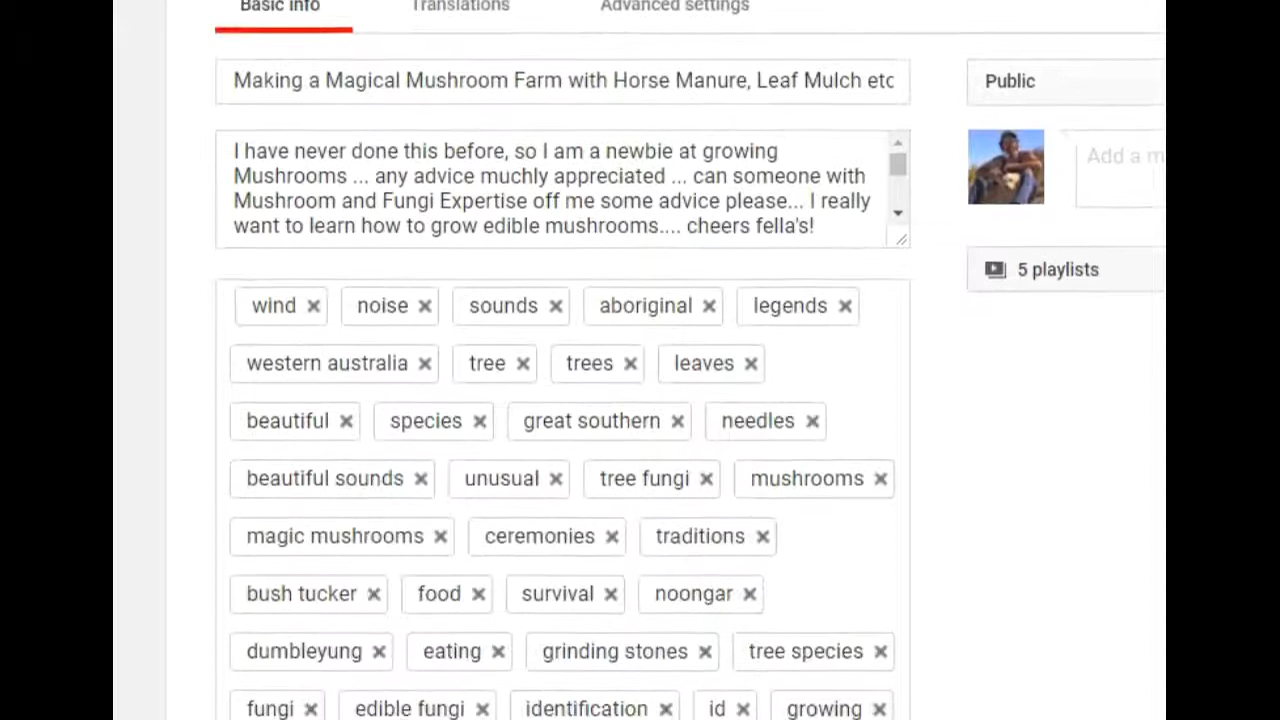 Basic info Translations Advanced settings
Making a Magical Mushroom Farm with Horse Manure, Leaf Mulch etc
Public
I have never done this before, so I am a newbie at growing
Mushrooms ... any advice muchly appreciated ... can someone with
Mushroom and Fungi Expertise off me some advice please... I really
want to learn how to grow edible mushrooms.... cheers fella's!
Add a m
5 playlists
wind noise sounds aboriginal legends
western australia tree trees leaves
beautiful species great southern needles
beautiful sounds unusual tree fungi mushrooms
magic mushrooms ceremonies traditions
bush tucker food survival noongar
dumbleyung eating grinding stones tree species
fungi edible fungi identification id growing